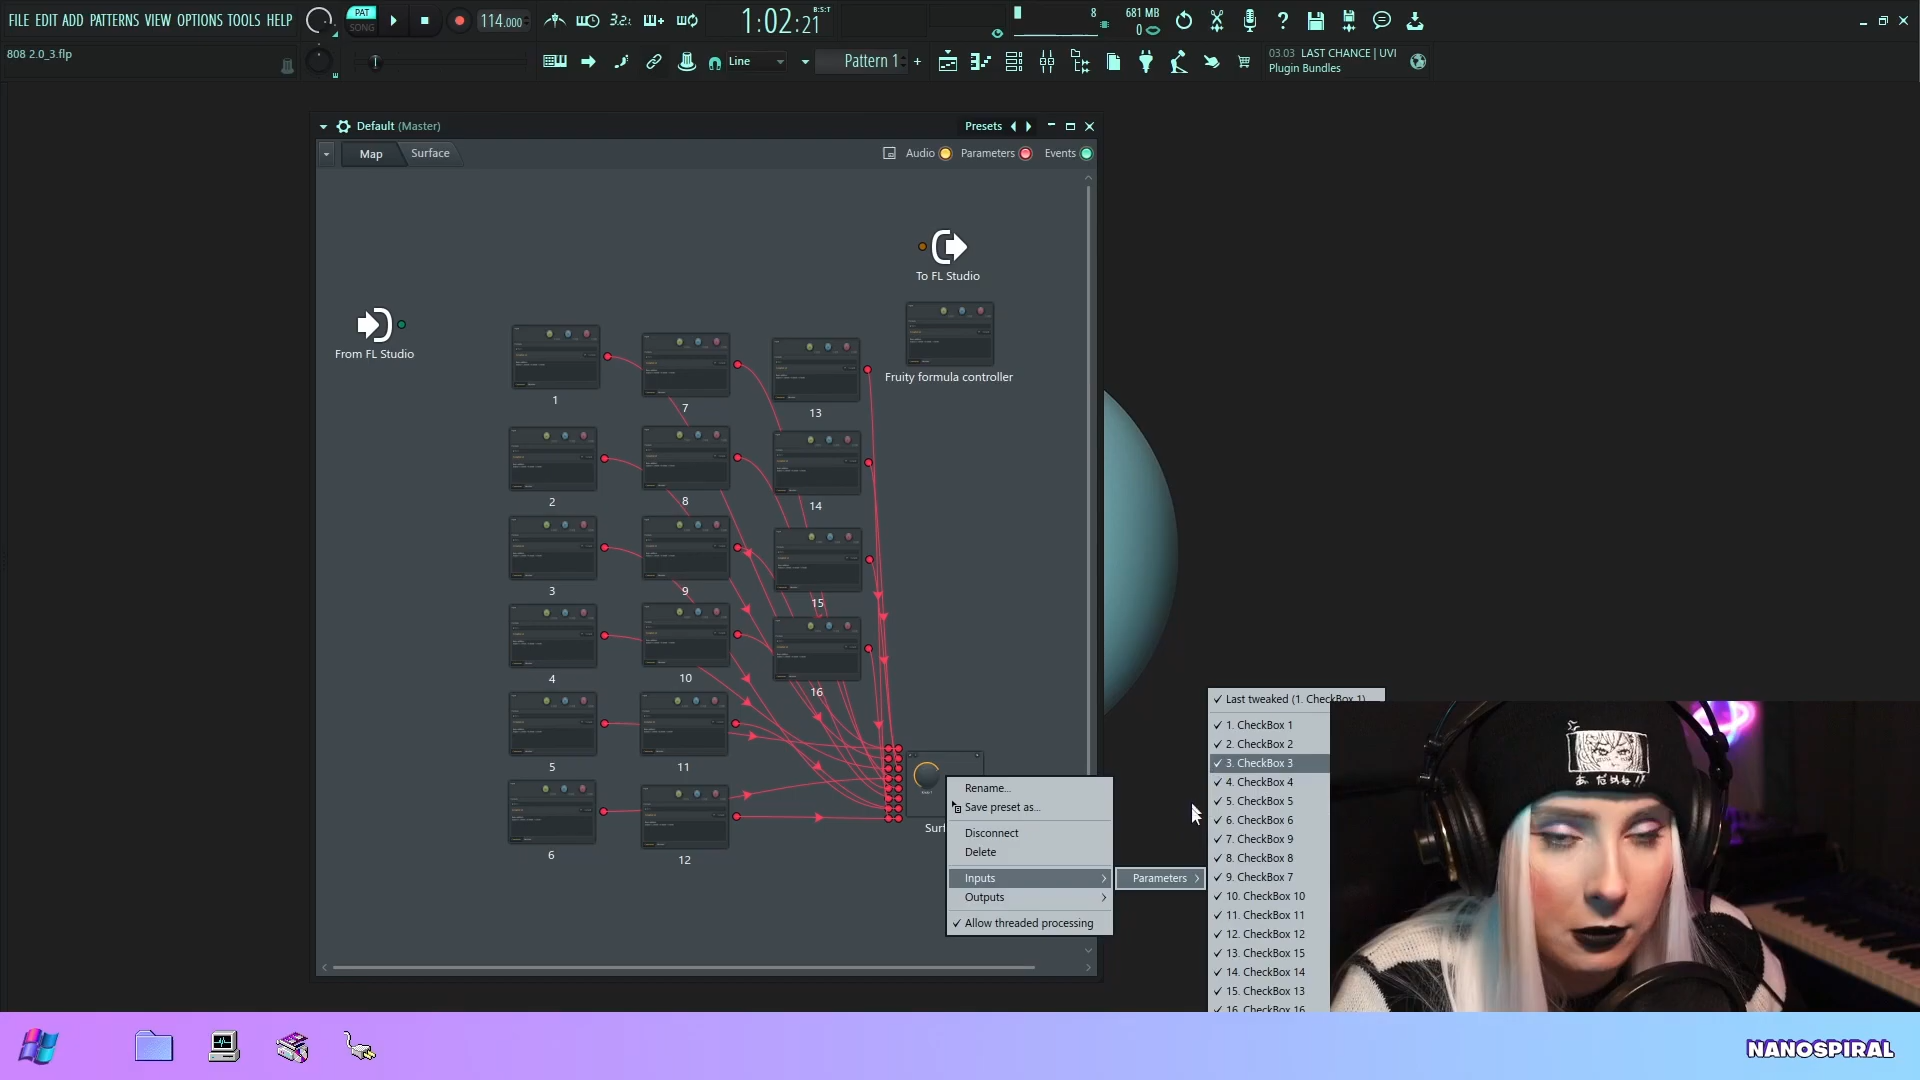 FILE EDIT ADD PATTERNS VIEW OPTIONS TOOLS HELP
PAT
SONG
114.000
3.2.
1:02:21
B:S:T
8
681 MB
0
808 2.0_3.flp
Line
Pattern 1
+
03.03 LAST CHANCE | UVI
Plugin Bundles
Default (Master)
Presets
Map
Surface
Audio
Parameters
Events
To FL Studio
From FL Studio
Fruity formula controller
1
7
13
2
8
14
3
9
15
4
10
16
5
11
6
12
Surf
Rename...
Save preset as...
Disconnect
Delete
Inputs
Outputs
Allow threaded processing
Parameters
Last tweaked (1. CheckBox 1)
1. CheckBox 1
2. CheckBox 2
3. CheckBox 3
4. CheckBox 4
5. CheckBox 5
6. CheckBox 6
7. CheckBox 9
8. CheckBox 8
9. CheckBox 7
10. CheckBox 10
11. CheckBox 11
12. CheckBox 12
13. CheckBox 15
14. CheckBox 14
15. CheckBox 13
16. CheckBox 16
NANOSPIRAL